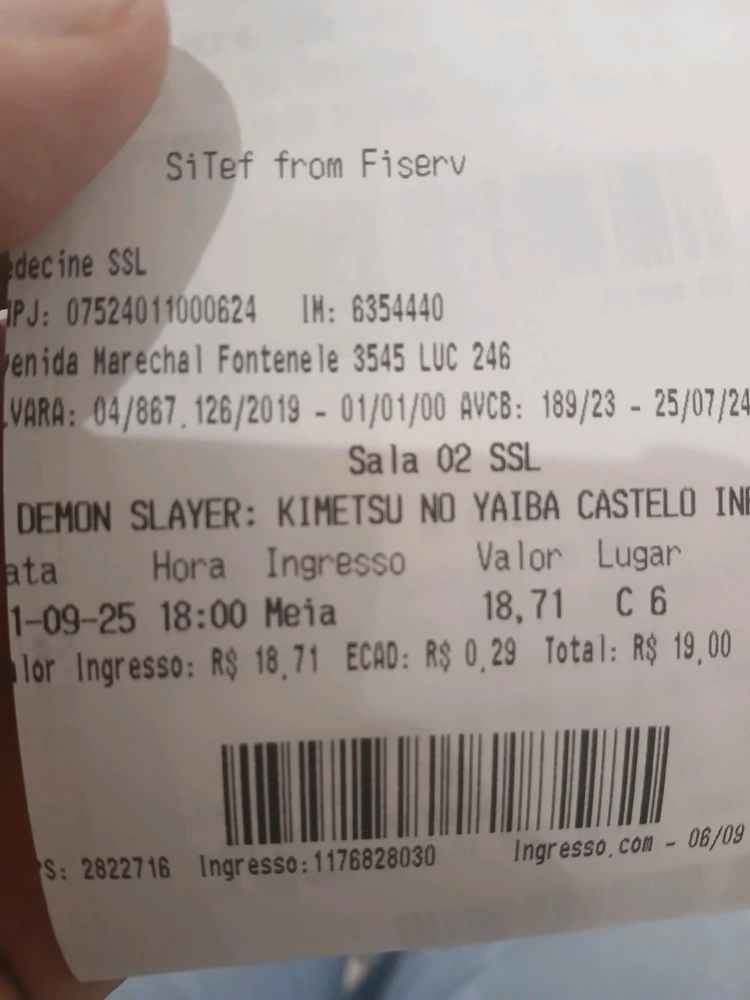 SiTef from Fiserv
edecine SSL
PJ: 07524011000624 IM: 6354440
enida Marechal Fontenele 3545 LUC 246
VARA: 04/867.126/2019 - 01/01/00 AVCB: 189/23 - 25/07/24
Sala 02 SSL
DEMON SLAYER: KIMETSU NO YAIBA CASTELO INF
ata Hora Ingresso Valor Lugar
1-09-25 18:00 Meia 18,71 C 6
lor Ingresso: R$ 18,71 ECAD: R$ 0,29 Total: R$ 19,00
S: 2822716 Ingresso:1176828030 Ingresso.com - 06/09